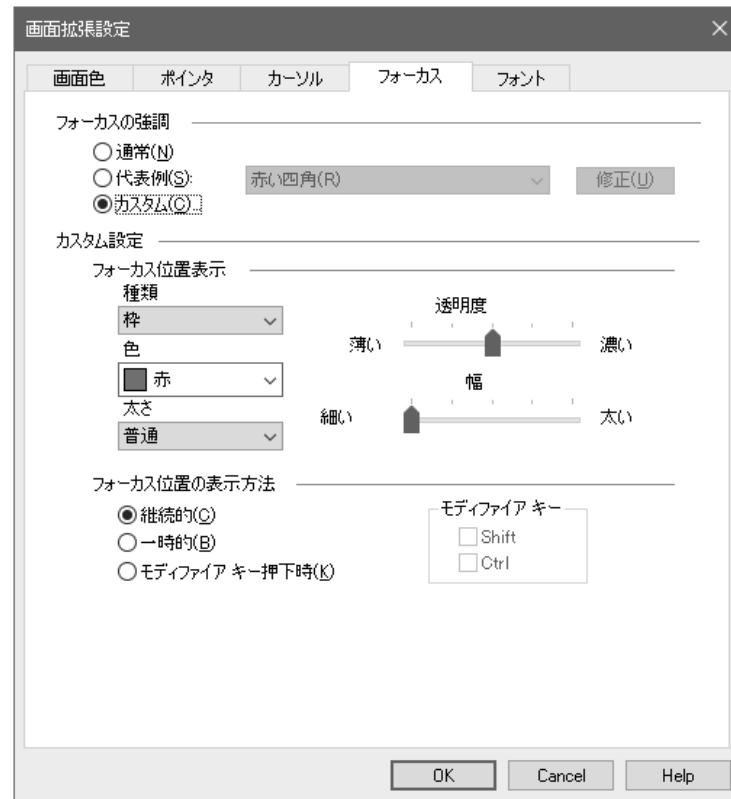 画面拡張設定
画面色 ポインタ カーソル フォーカス フォント
フォーカスの強調
通常(N)
代表例(S): 赤い四角(R) 修正(U)
カスタム(C)...
カスタム設定
フォーカス位置表示
種類
枠
透明度
薄い 濃い
色
赤
幅
細い 太い
太さ
普通
フォーカス位置の表示方法
継続的(C)
一時的(B)
モディファイア キー押下時(K)
モディファイア キー
Shift
Ctrl
OK Cancel Help